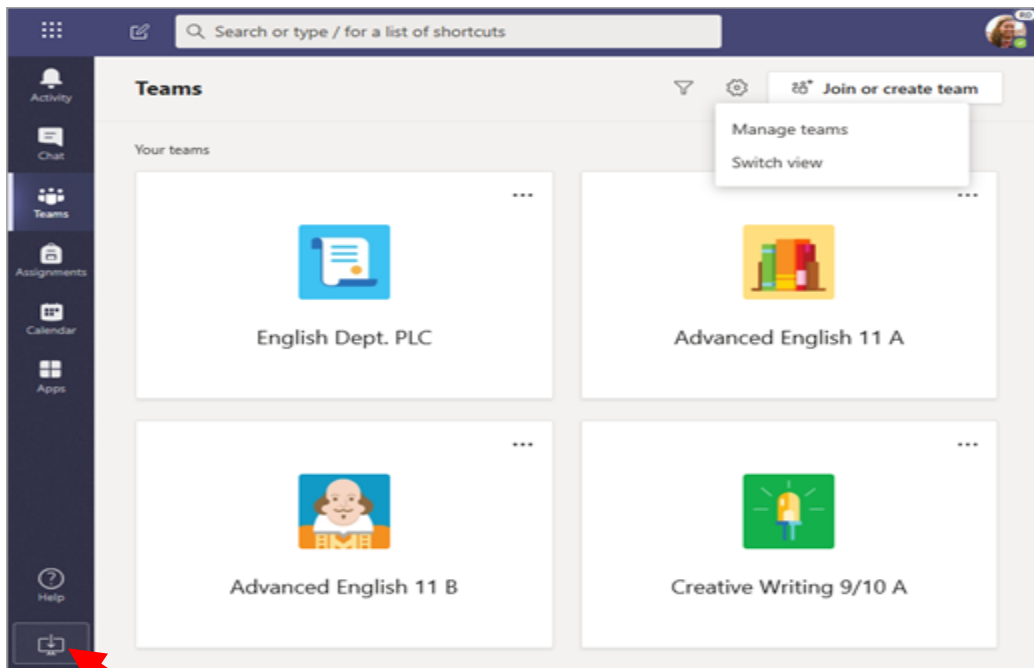 Search or type / for a list of shortcuts
RD
Activity
Chat
Teams
Assignments
Calendar
Apps
Help
Teams
Join or create team
Manage teams
Switch view
Your teams
English Dept. PLC
Advanced English 11 A
Advanced English 11 B
Creative Writing 9/10 A